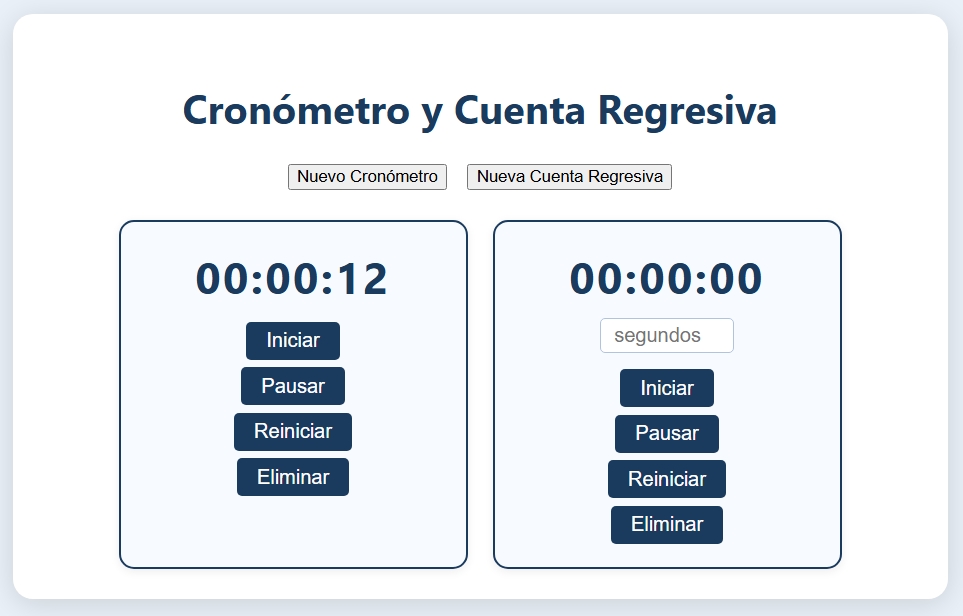 Cronómetro y Cuenta Regresiva
Nuevo Cronómetro
Nueva Cuenta Regresiva
00:00:12
Iniciar
Pausar
Reiniciar
Eliminar
00:00:00
segundos
Iniciar
Pausar
Reiniciar
Eliminar